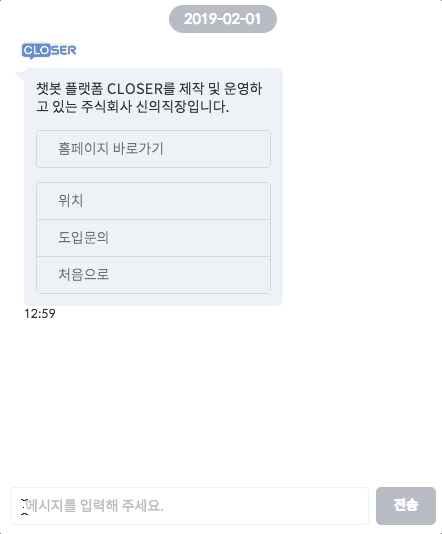 2019-02-01
CLOSER
챗봇 플랫폼 CLOSER를 제작 및 운영하
고 있는 주식회사 신의직장입니다.
홈페이지 바로가기
위치
도입문의
처음으로
12:59
메시지를 입력해 주세요.
전송